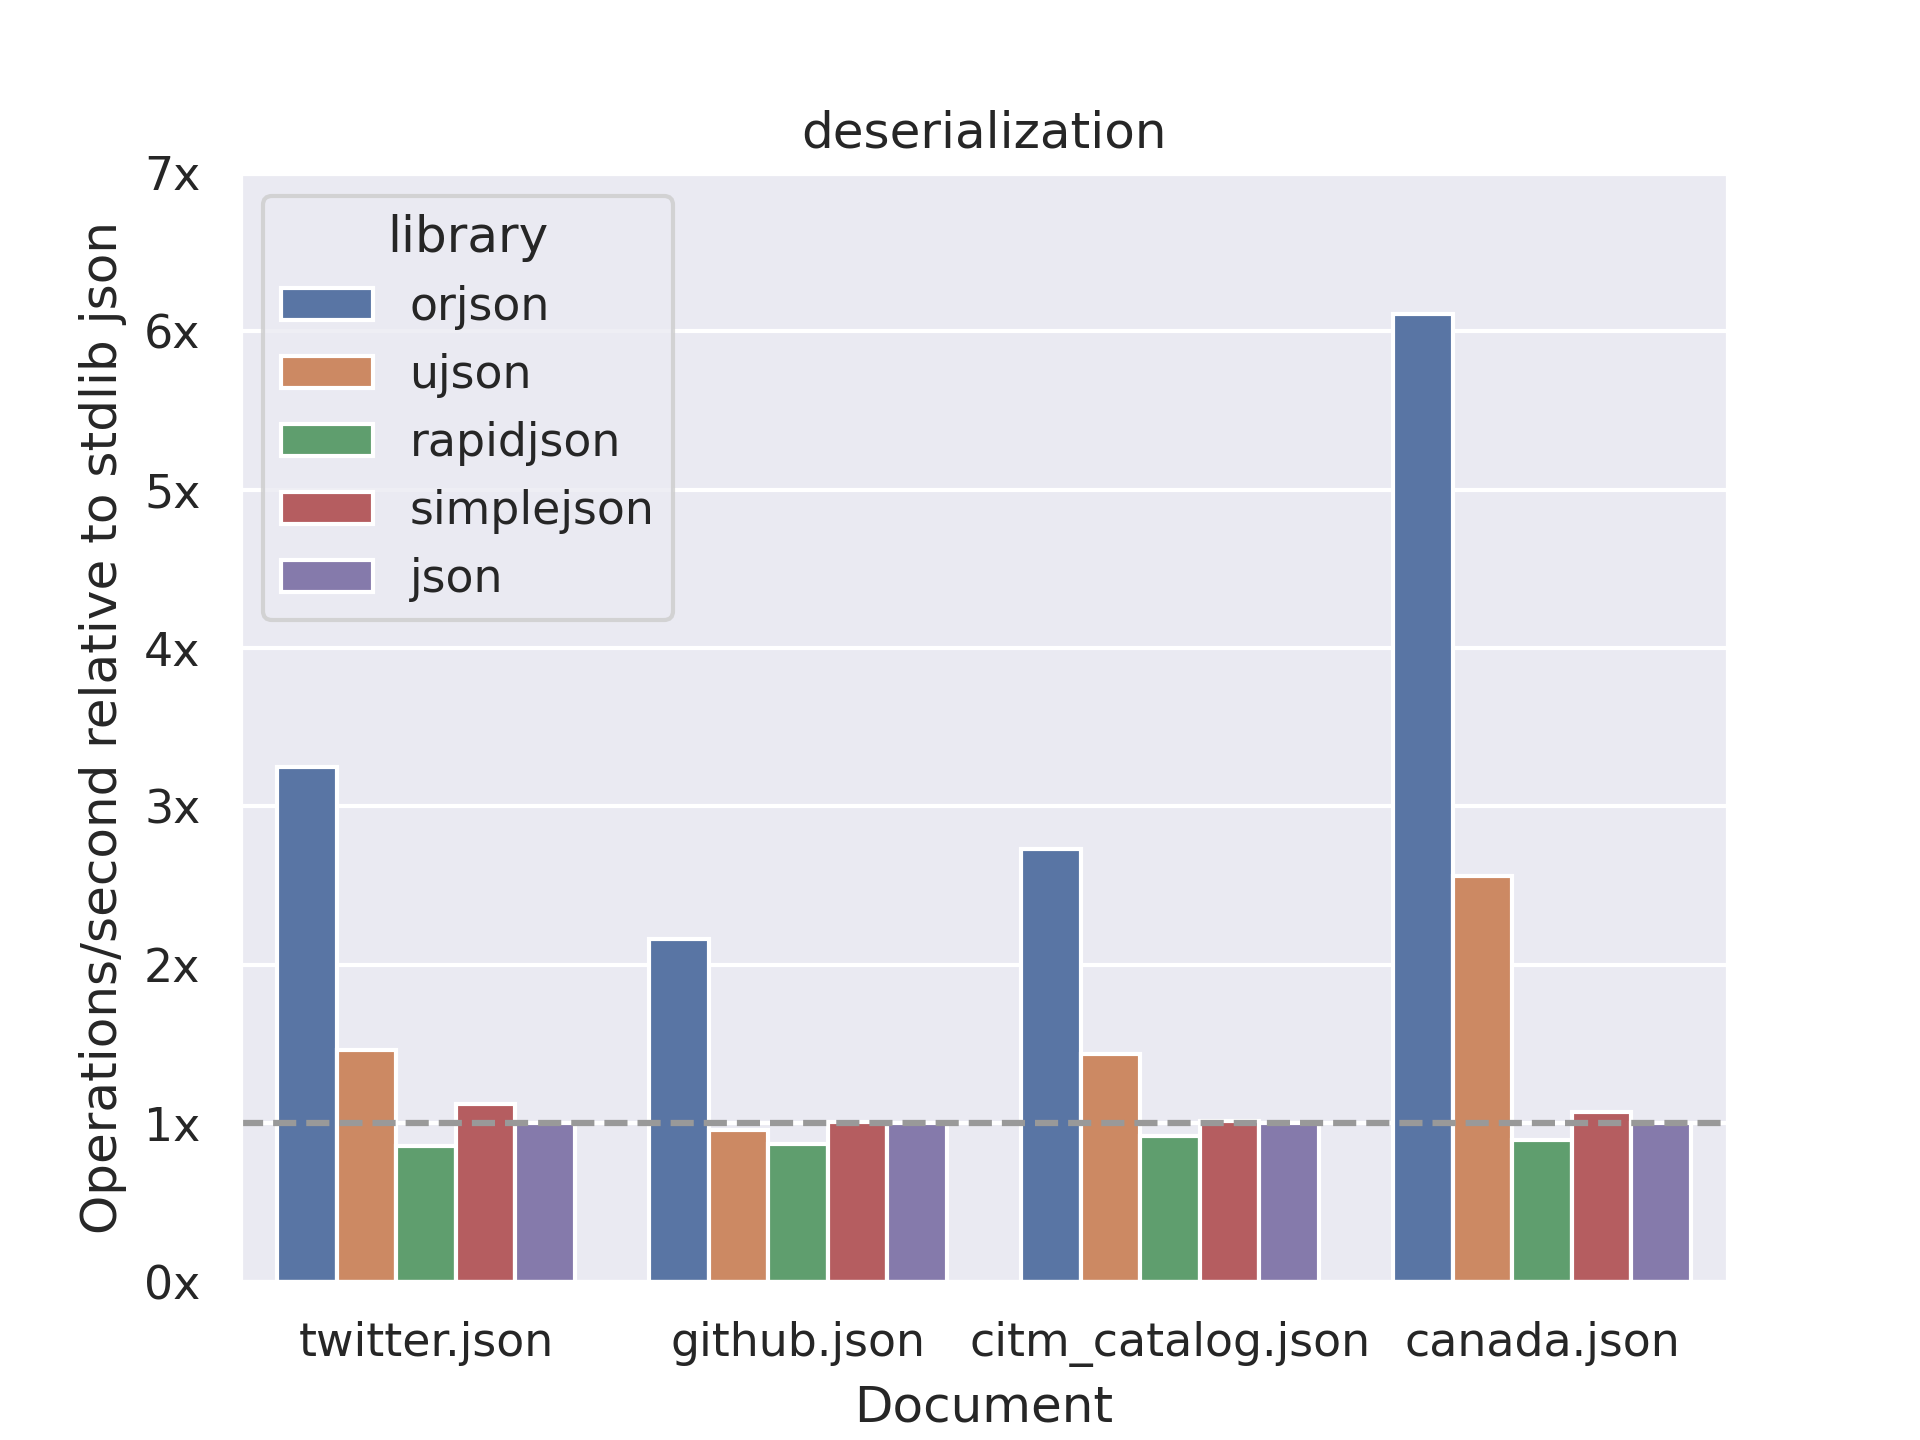 deserialization
Operations/second relative to stdlib json
7x
6x
5x
4x
3x
2x
1x
0x
library
orjson
ujson
rapidjson
simplejson
json
twitter.json
github.json
citm_catalog.json
canada.json
Document